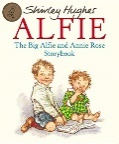 Shirley Hughes
ALFIE
The Big Alfie and Annie Rose
Storybook